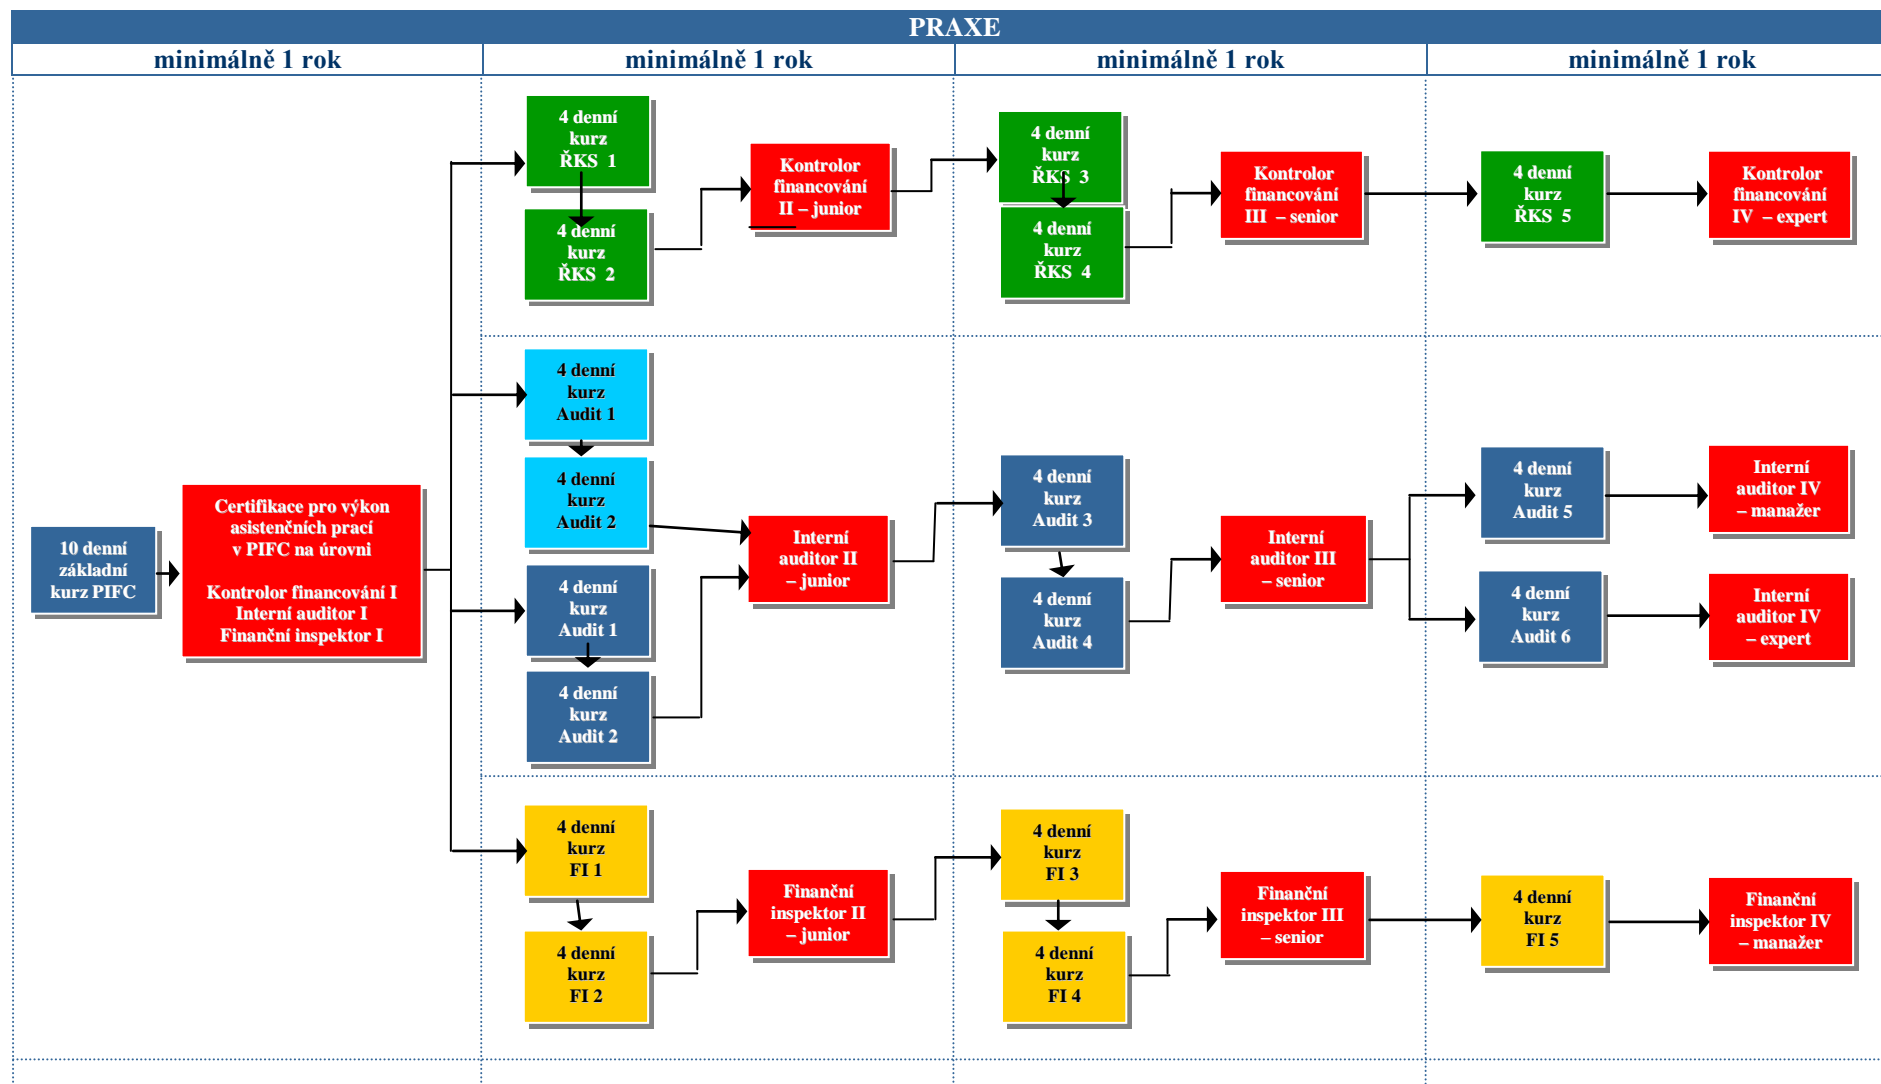 PRAXE
minimálně 1 rok
minimálně 1 rok
minimálně 1 rok
minimálně 1 rok
10 denní
základní
kurz PIFC
Certifikace pro výkon
asistenčních prací
v PIFC na úrovni
Kontrolor financování I
Interní auditor I
Finanční inspektor I
4 denní
kurz
ŘKS 1
4 denní
kurz
ŘKS 2
Kontrolor
financování
II – junior
4 denní
kurz
ŘKS 3
4 denní
kurz
ŘKS 4
Kontrolor
financování
III – senior
4 denní
kurz
ŘKS 5
Kontrolor
financování
IV – expert
4 denní
kurz
Audit 1
4 denní
kurz
Audit 2
4 denní
kurz
Audit 1
4 denní
kurz
Audit 2
Interní
auditor II
– junior
4 denní
kurz
Audit 3
4 denní
kurz
Audit 4
Interní
auditor III
– senior
4 denní
kurz
Audit 5
Interní
auditor IV
– manažer
4 denní
kurz
Audit 6
Interní
auditor IV
– expert
4 denní
kurz
FI 1
4 denní
kurz
FI 2
Finanční
inspektor II
– junior
4 denní
kurz
FI 3
4 denní
kurz
FI 4
Finanční
inspektor III
– senior
4 denní
kurz
FI 5
Finanční
inspektor IV
– manažer